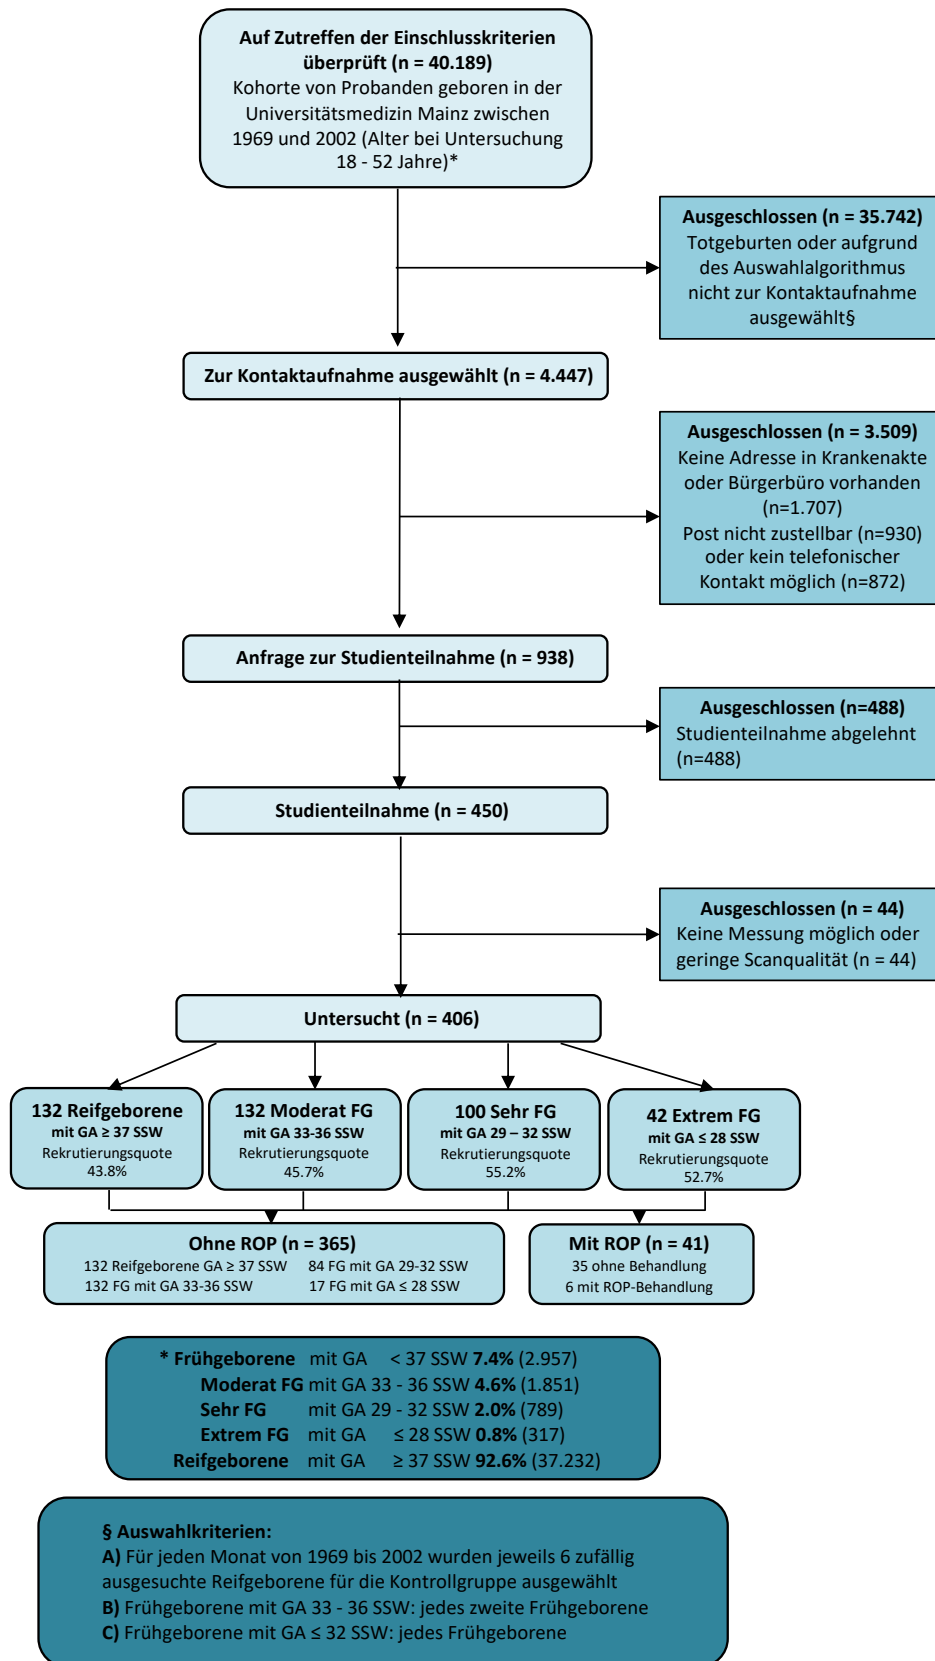 Auf Zutreffen der Einschlusskriterien
überprüft (n = 40.189)
Kohorte von Probanden geboren in der
Universitätsmedizin Mainz zwischen
1969 und 2002 (Alter bei Untersuchung
18 - 52 Jahre)*
Ausgeschlossen (n = 35.742)
Totgeburten oder aufgrund
des Auswahlalgorithmus
nicht zur Kontaktaufnahme
ausgewählt§
Zur Kontaktaufnahme ausgewählt (n = 4.447)
Ausgeschlossen (n = 3.509)
Keine Adresse in Krankenakte
oder Bürgerbüro vorhanden
(n=1.707)
Post nicht zustellbar (n=930)
oder kein telefonischer
Kontakt möglich (n=872)
Anfrage zur Studienteilnahme (n = 938)
Ausgeschlossen (n=488)
Studienteilnahme abgelehnt
(n=488)
Studienteilnahme (n = 450)
Ausgeschlossen (n = 44)
Keine Messung möglich oder
geringe Scanqualität (n = 44)
Untersucht (n = 406)
132 Reifgeborene
mit GA ≥ 37 SSW
Rekrutierungsquote
43.8%
132 Moderat FG
mit GA 33-36 SSW
Rekrutierungsquote
45.7%
100 Sehr FG
mit GA 29 – 32 SSW
Rekrutierungsquote
55.2%
42 Extrem FG
mit GA ≤ 28 SSW
Rekrutierungsquote
52.7%
Ohne ROP (n = 365)
132 Reifgeborene GA ≥ 37 SSW 84 FG mit GA 29-32 SSW
132 FG mit GA 33-36 SSW 17 FG mit GA ≤ 28 SSW
Mit ROP (n = 41)
35 ohne Behandlung
6 mit ROP-Behandlung
* Frühgeborene mit GA < 37 SSW 7.4% (2.957)
Moderat FG mit GA 33 - 36 SSW 4.6% (1.851)
Sehr FG mit GA 29 - 32 SSW 2.0% (789)
Extrem FG mit GA ≤ 28 SSW 0.8% (317)
Reifgeborene mit GA ≥ 37 SSW 92.6% (37.232)
§ Auswahlkriterien:
A) Für jeden Monat von 1969 bis 2002 wurden jeweils 6 zufällig
ausgesuchte Reifgeborene für die Kontrollgruppe ausgewählt
B) Frühgeborene mit GA 33 - 36 SSW: jedes zweite Frühgeborene
C) Frühgeborene mit GA ≤ 32 SSW: jedes Frühgeborene